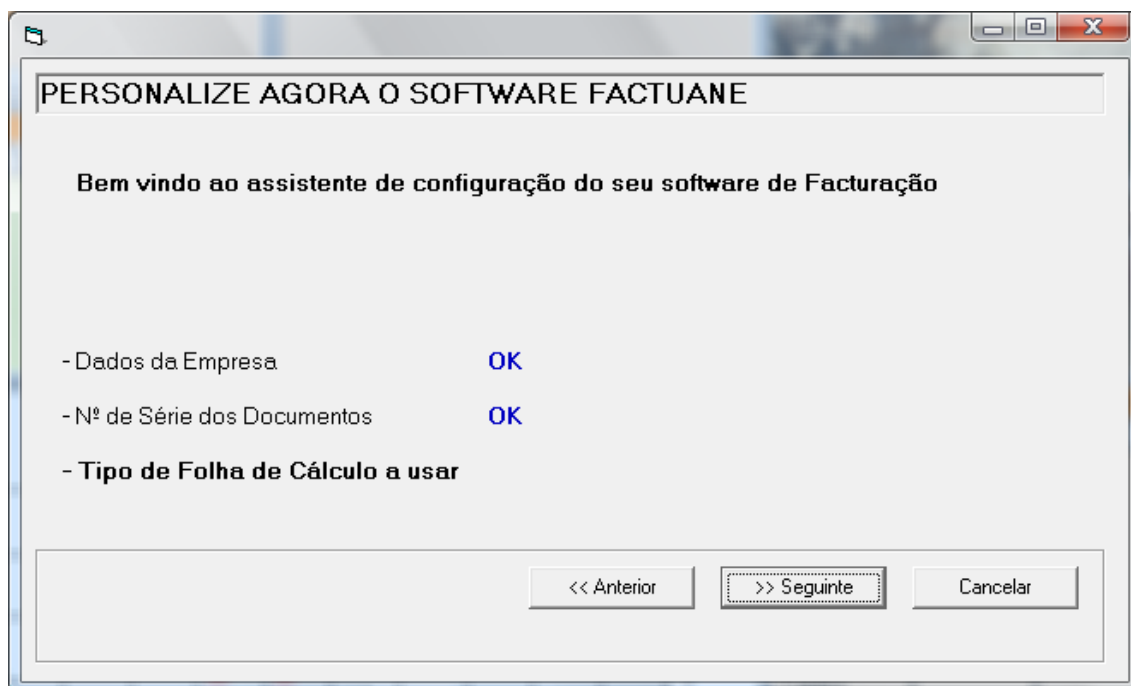 PERSONALIZE AGORA O SOFTWARE FACTUANE
Bem vindo ao assistente de configuração do seu software de Facturação
- Dados da Empresa OK
- Nº de Série dos Documentos OK
- Tipo de Folha de Cálculo a usar
<< Anterior >> Seguinte Cancelar